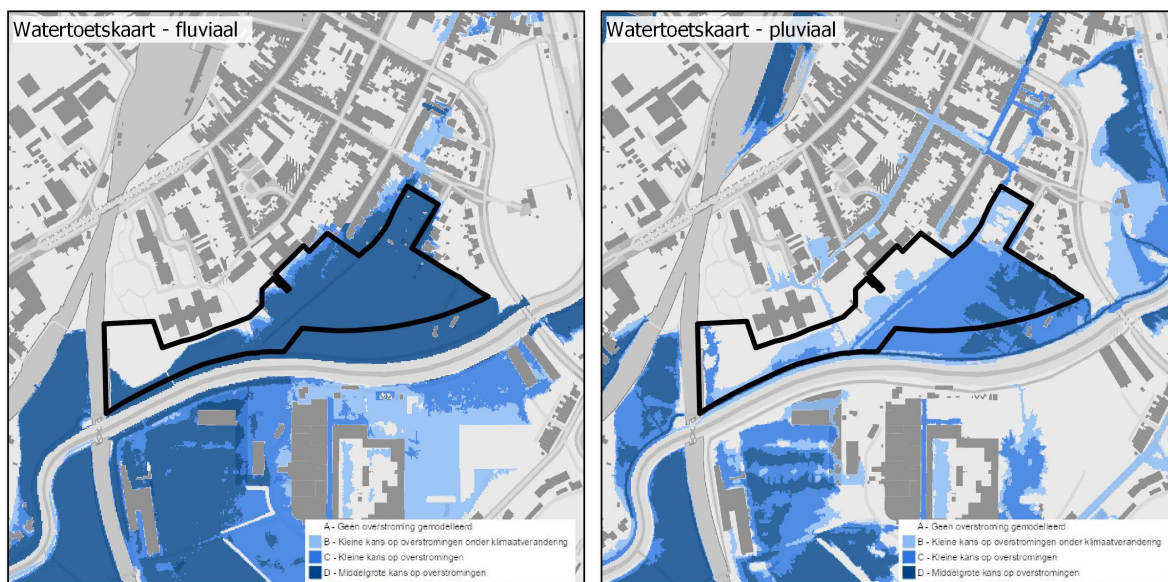 Watertoetskaart - fluviaal
A - Geen overstroming gemodelleerd
B - Kleine kans op overstromingen onder klimaatverandering
C - Kleine kans op overstromingen
D - Middelgrote kans op overstromingen
Watertoetskaart - pluviaal
A - Geen overstroming gemodelleerd
B - Kleine kans op overstromingen onder klimaatverandering
C - Kleine kans op overstromingen
D - Middelgrote kans op overstromingen